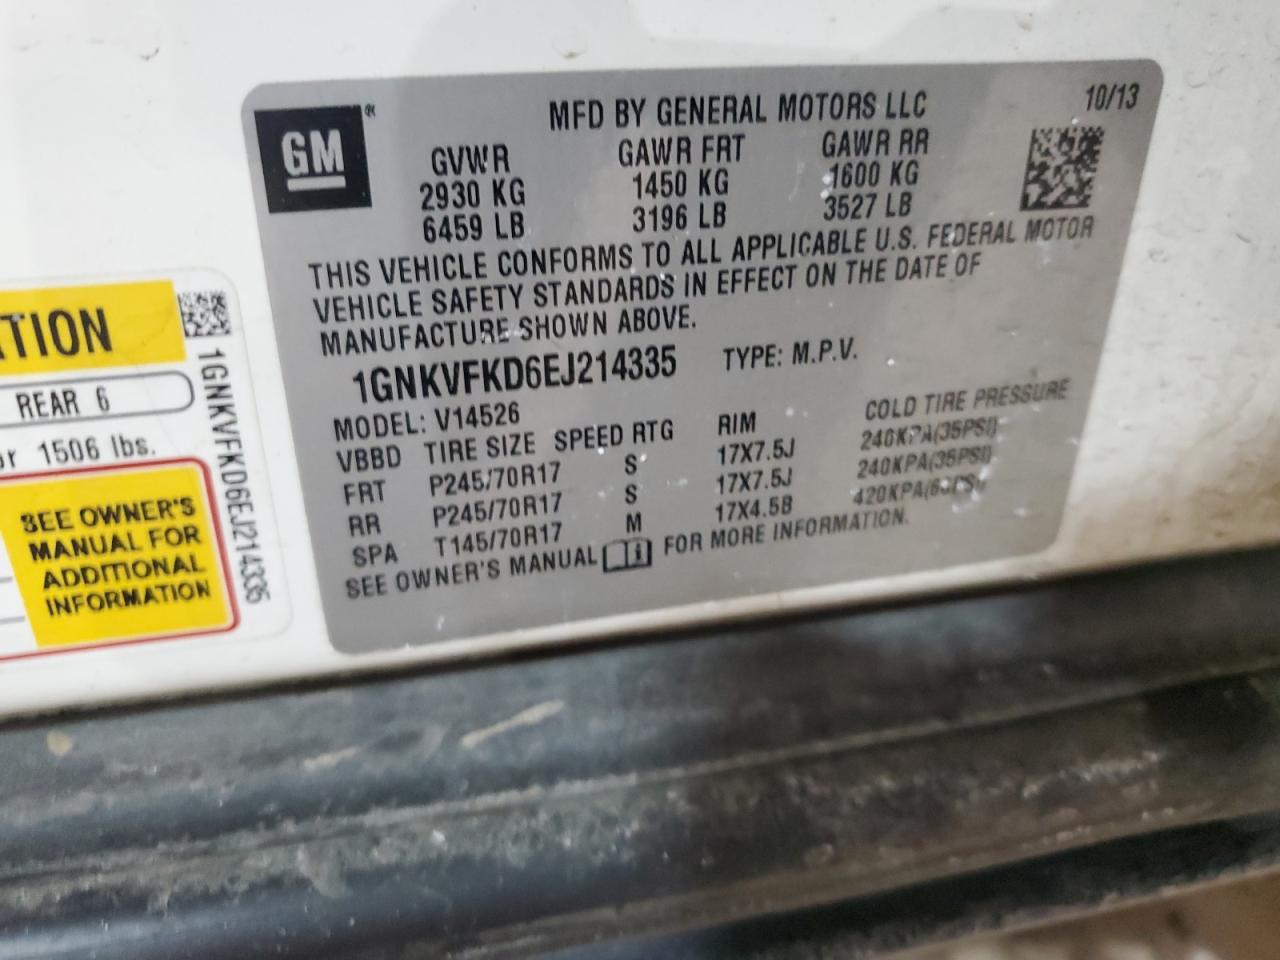 GM®
MFD BY GENERAL MOTORS LLC
10/13
GVWR GAWR FRT GAWR RR
2930 KG 1450 KG 1600 KG
6459 LB 3196 LB 3527 LB
THIS VEHICLE CONFORMS TO ALL APPLICABLE U.S. FEDERAL MOTOR
VEHICLE SAFETY STANDARDS IN EFFECT ON THE DATE OF
MANUFACTURE SHOWN ABOVE.
1GNKVFKD6EJ214335 TYPE: M.P.V.
MODEL: V14526
VBBD TIRE SIZE SPEED RTG RIM COLD TIRE PRESSURE
FRT P245/70R17 S 17X7.5J 240KPA(35PSI)
RR P245/70R17 S 17X7.5J 240KPA(35PSI)
SPA T145/70R17 M 17X4.5B 420KPA(60PSI)
SEE OWNER'S MANUAL FOR MORE INFORMATION.
TION
REAR 6
or 1506 lbs.
SEE OWNER'S
MANUAL FOR
ADDITIONAL
INFORMATION
1GNKVFKD6EJ214335